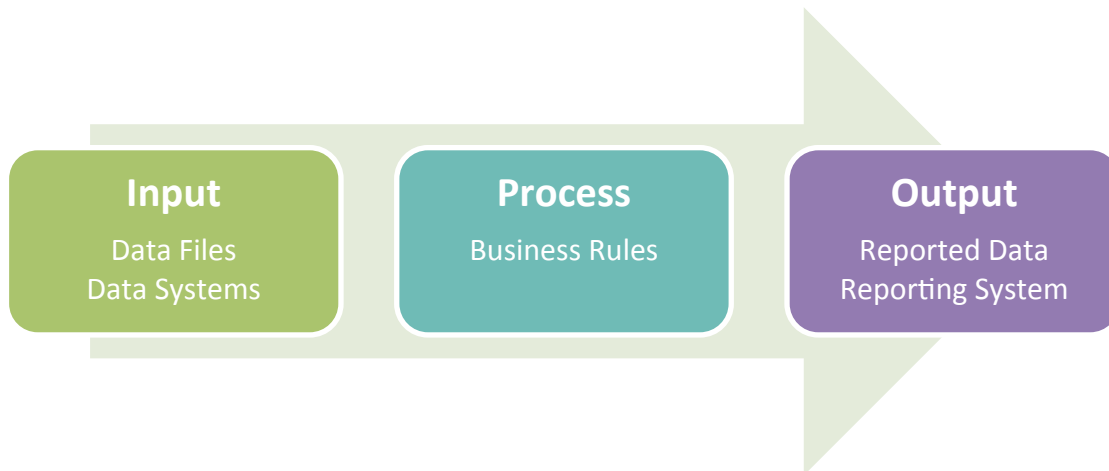 Input
Data Files
Data Systems
Process
Business Rules
Output
Reported Data
Reporting System